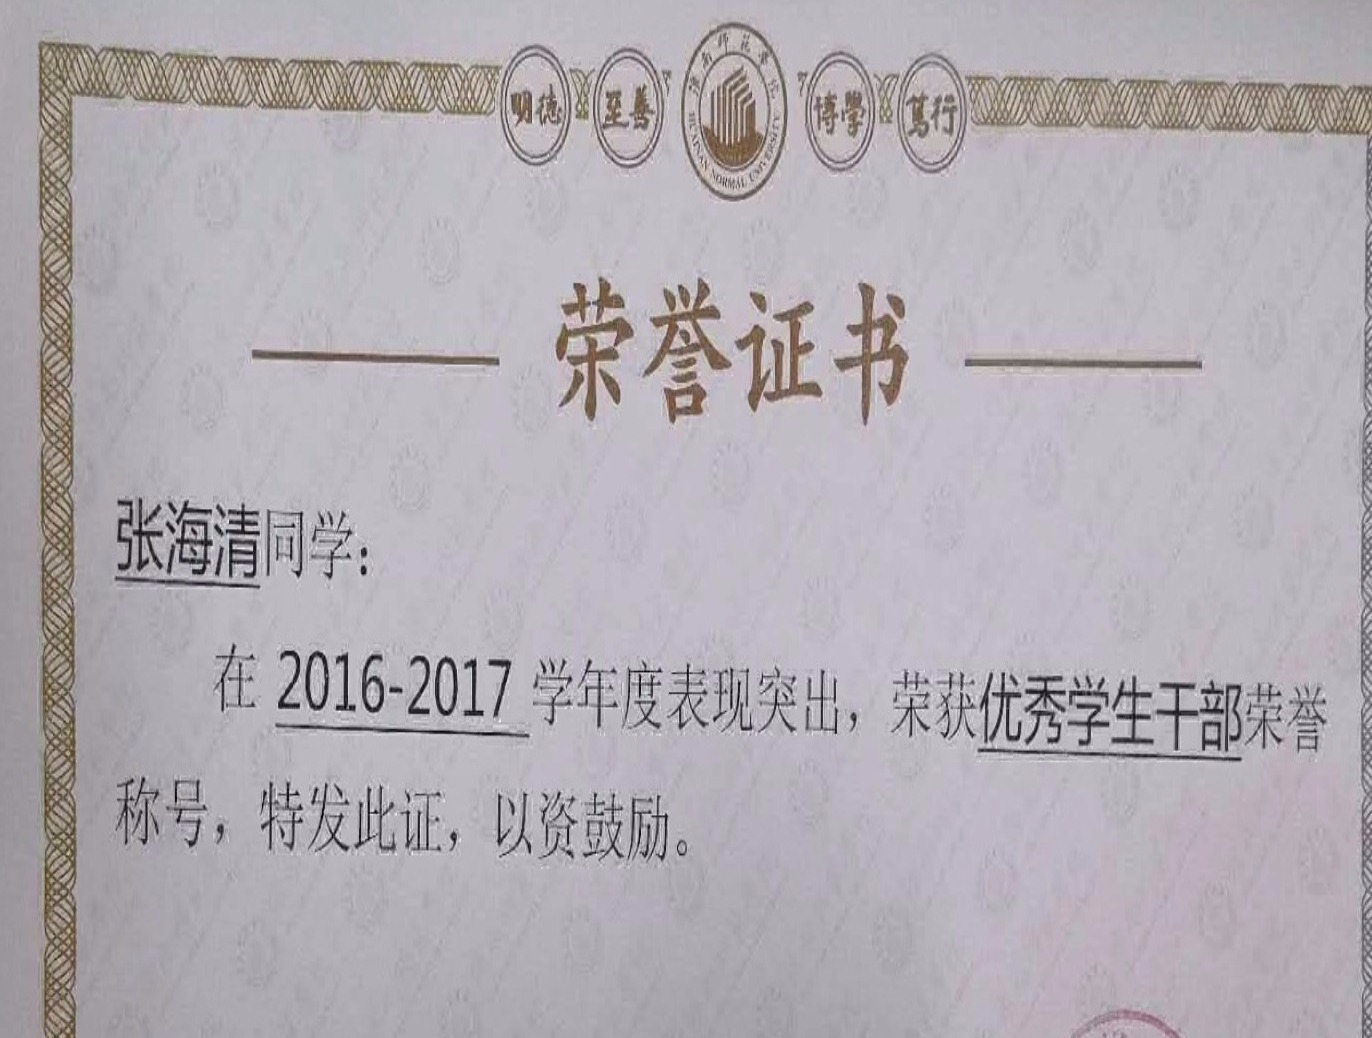 明德 至善 淮南师范学院 博學 篤行
HUAINAN NORMAL UNIVERSITY
荣誉证书
张海清同学:
在 2016-2017 学年度表现突出，荣获优秀学生干部荣誉
称号，特发此证，以资鼓励。